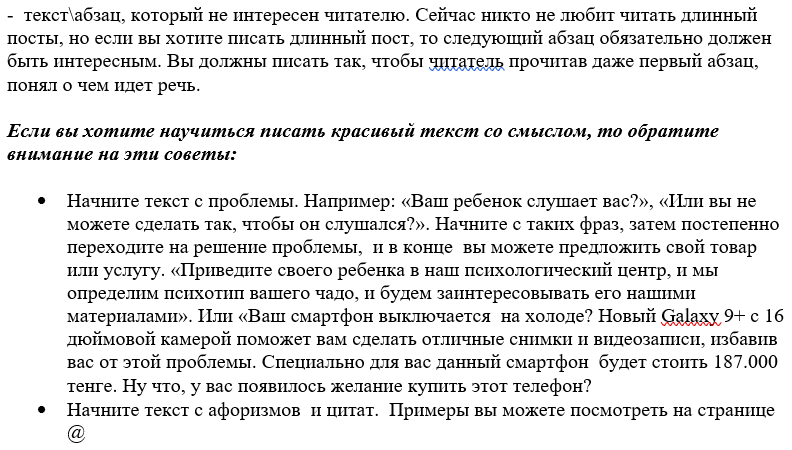 - текст\абзац, который не интересен читателю. Сейчас никто не любит читать длинный
посты, но если вы хотите писать длинный пост, то следующий абзац обязательно должен
быть интересным. Вы должны писать так, чтобы читатель прочитав даже первый абзац,
понял о чем идет речь.
Если вы хотите научиться писать красивый текст со смыслом, то обратите
внимание на эти советы:
• Начните текст с проблемы. Например: «Ваш ребенок слушает вас?», «Или вы не
можете сделать так, чтобы он слушался?». Начните с таких фраз, затем постепенно
переходите на решение проблемы, и в конце вы можете предложить свой товар
или услугу. «Приведите своего ребенка в наш психологический центр, и мы
определим психотип вашего чадо, и будем заинтересовывать его нашими
материалами». Или «Ваш смартфон выключается на холоде? Новый Galaxy 9+ с 16
дюймовой камерой поможет вам сделать отличные снимки и видеозаписи, избавив
вас от этой проблемы. Специально для вас данный смартфон будет стоить 187.000
тенге. Ну что, у вас появилось желание купить этот телефон?
• Начните текст с афоризмов и цитат. Примеры вы можете посмотреть на странице
@